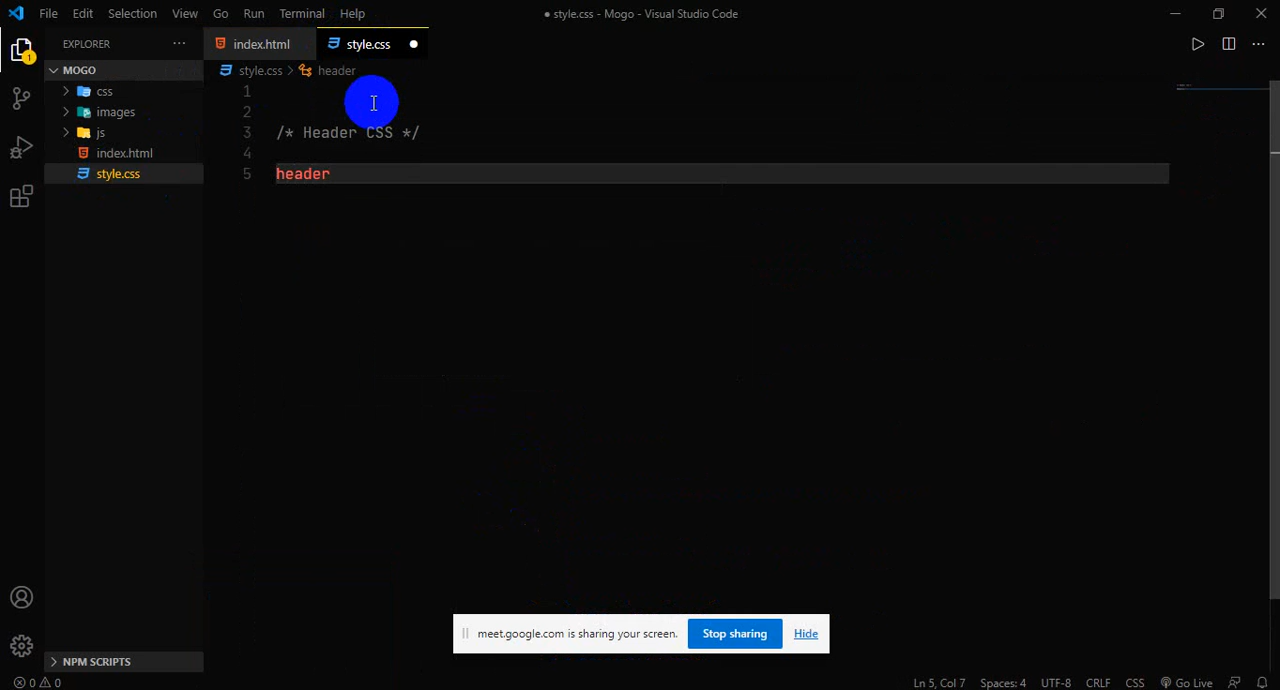 File Edit Selection View Go Run Terminal Help
● style.css - Mogo - Visual Studio Code
EXPLORER ···
index.html
style.css ●
1
MOGO
style.css > header
css
images
js
index.html
style.css
1
2
3 /* Header CSS */
4
5 header
meet.google.com is sharing your screen. Stop sharing Hide
NPM SCRIPTS
0 0
Ln 5, Col 7 Spaces: 4 UTF-8 CRLF CSS Go Live